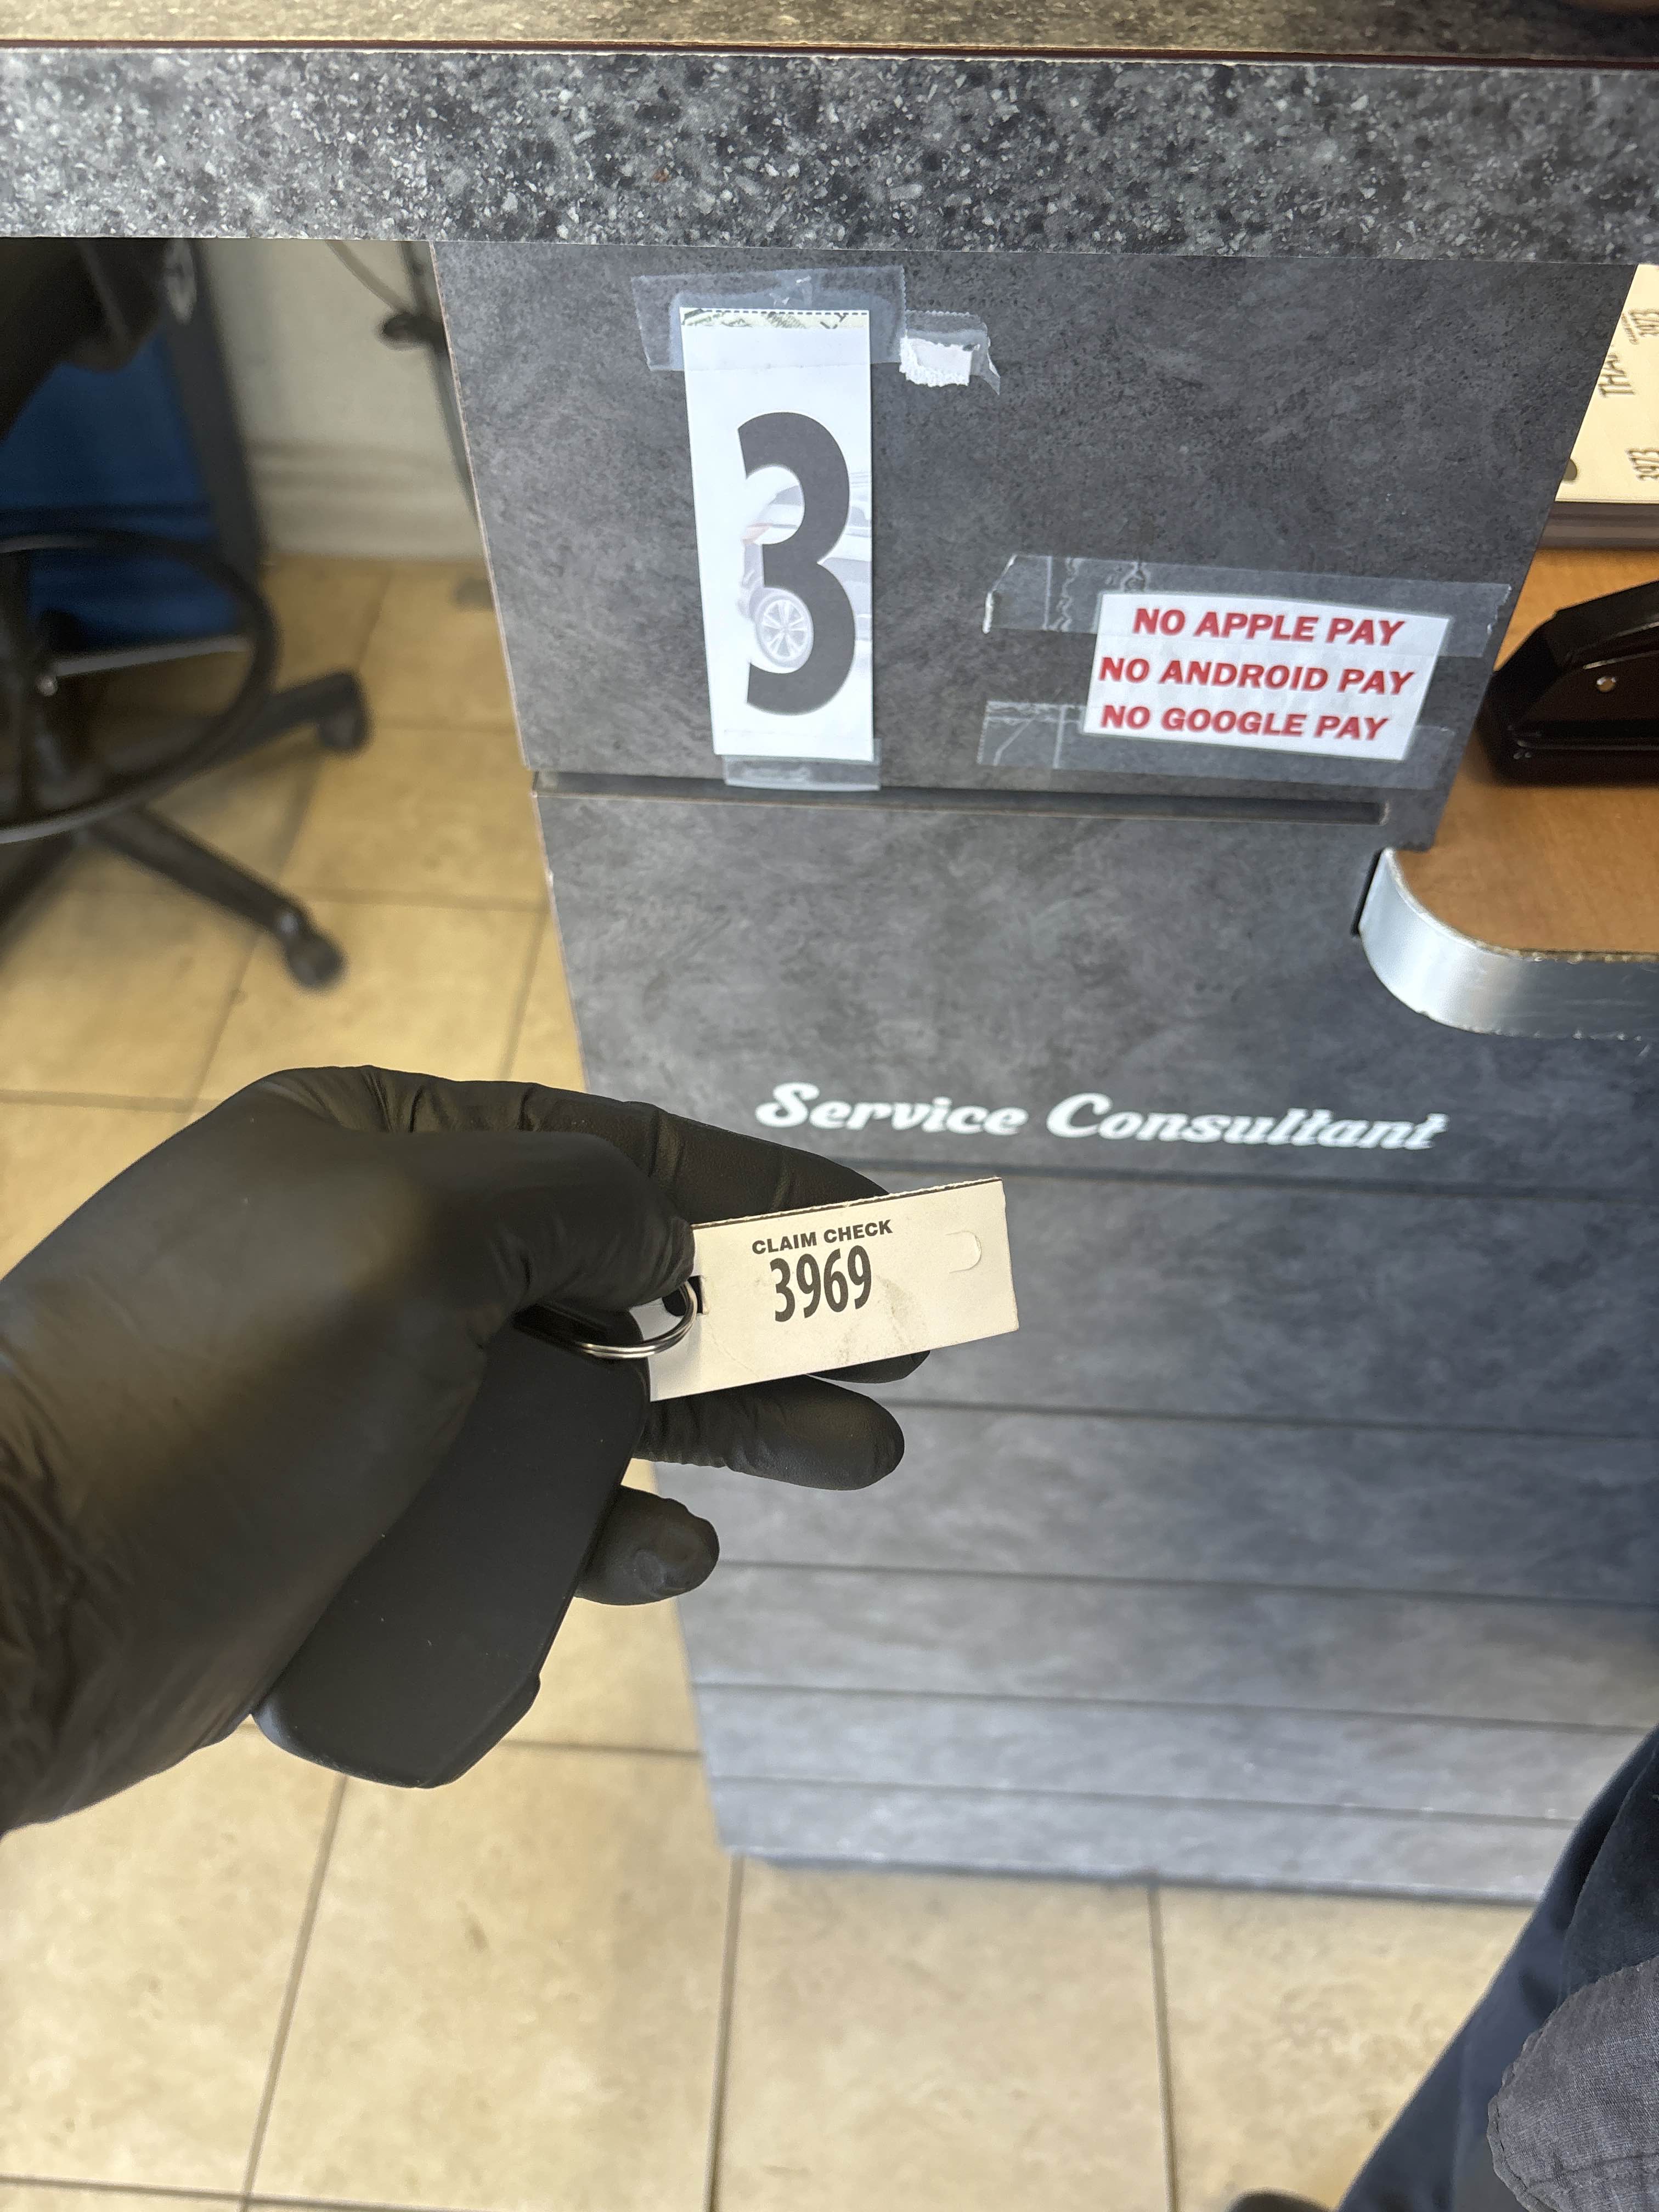 3
NO APPLE PAY
NO ANDROID PAY
NO GOOGLE PAY
Service Consultant
CLAIM CHECK
3969